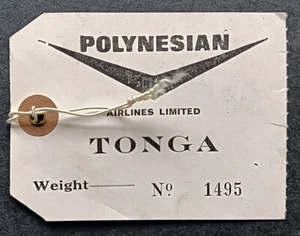 POLYNESIAN
AIRLINES LIMITED
TONGA
Weight—— Nº 1495